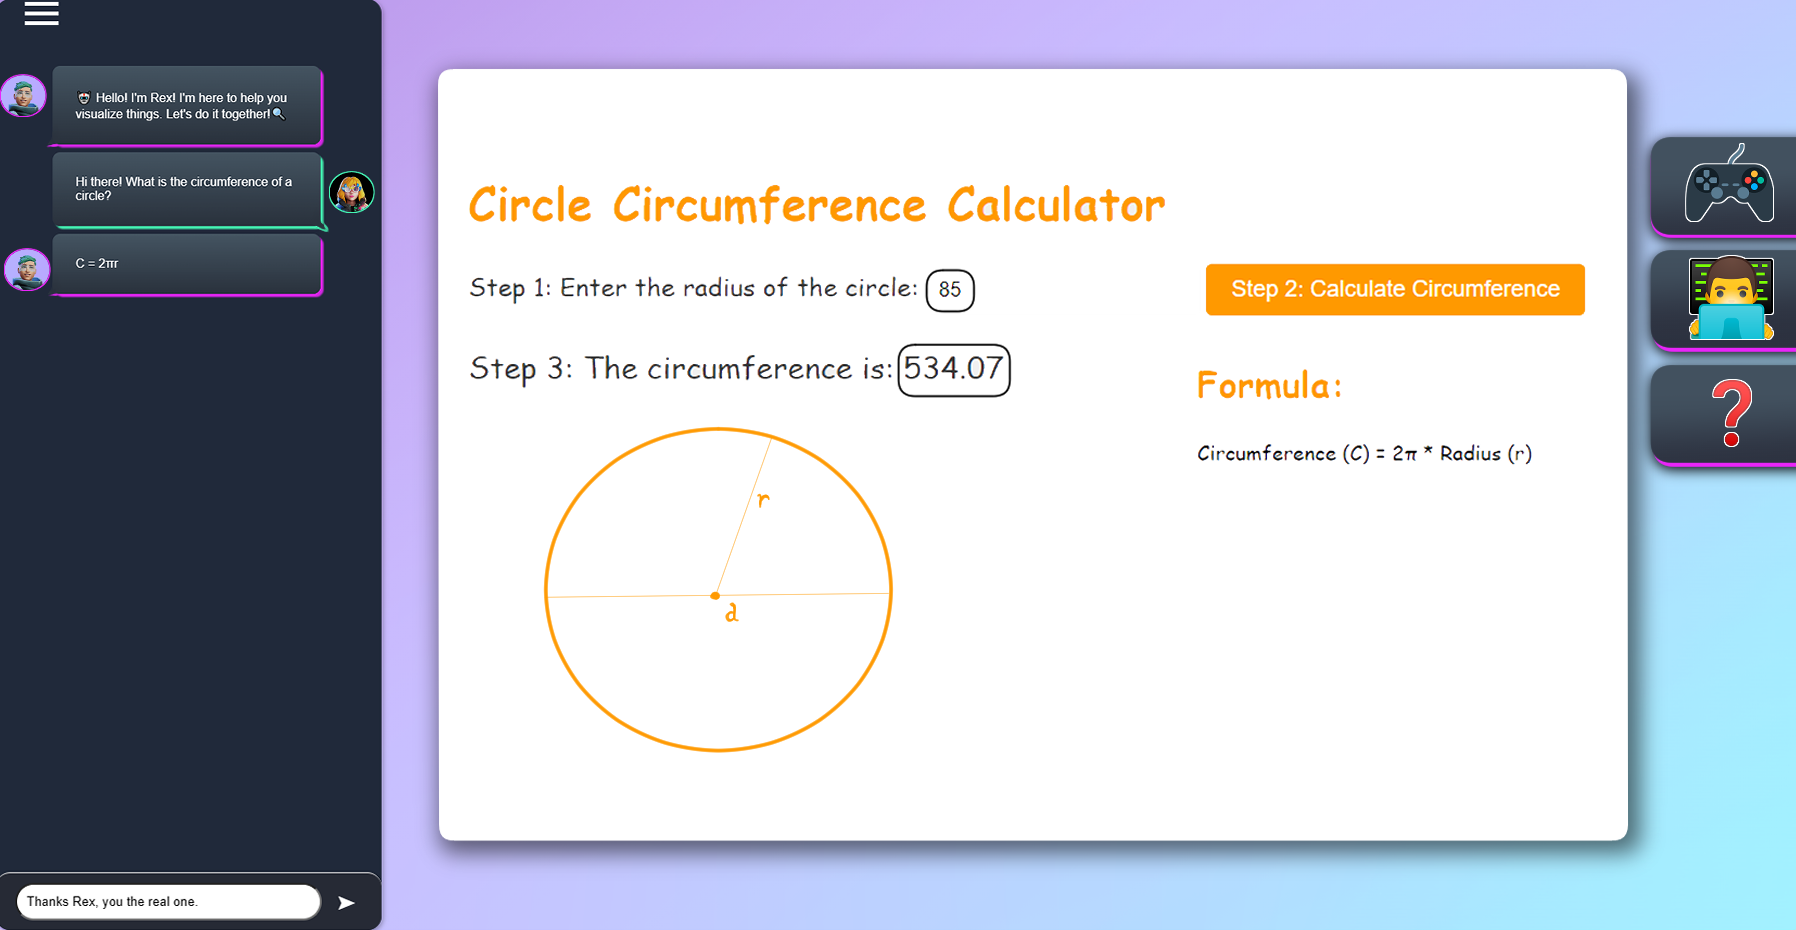 Hello! I'm Rex! I'm here to help you
visualize things. Let's do it together!
Hi there! What is the circumference of a
circle?
C = 2πr
Thanks Rex, you the real one.
Circle Circumference Calculator
Step 1: Enter the radius of the circle: 85
Step 2: Calculate Circumference
Step 3: The circumference is: 534.07
Formula:
Circumference (C) = 2π * Radius (r)
r
d